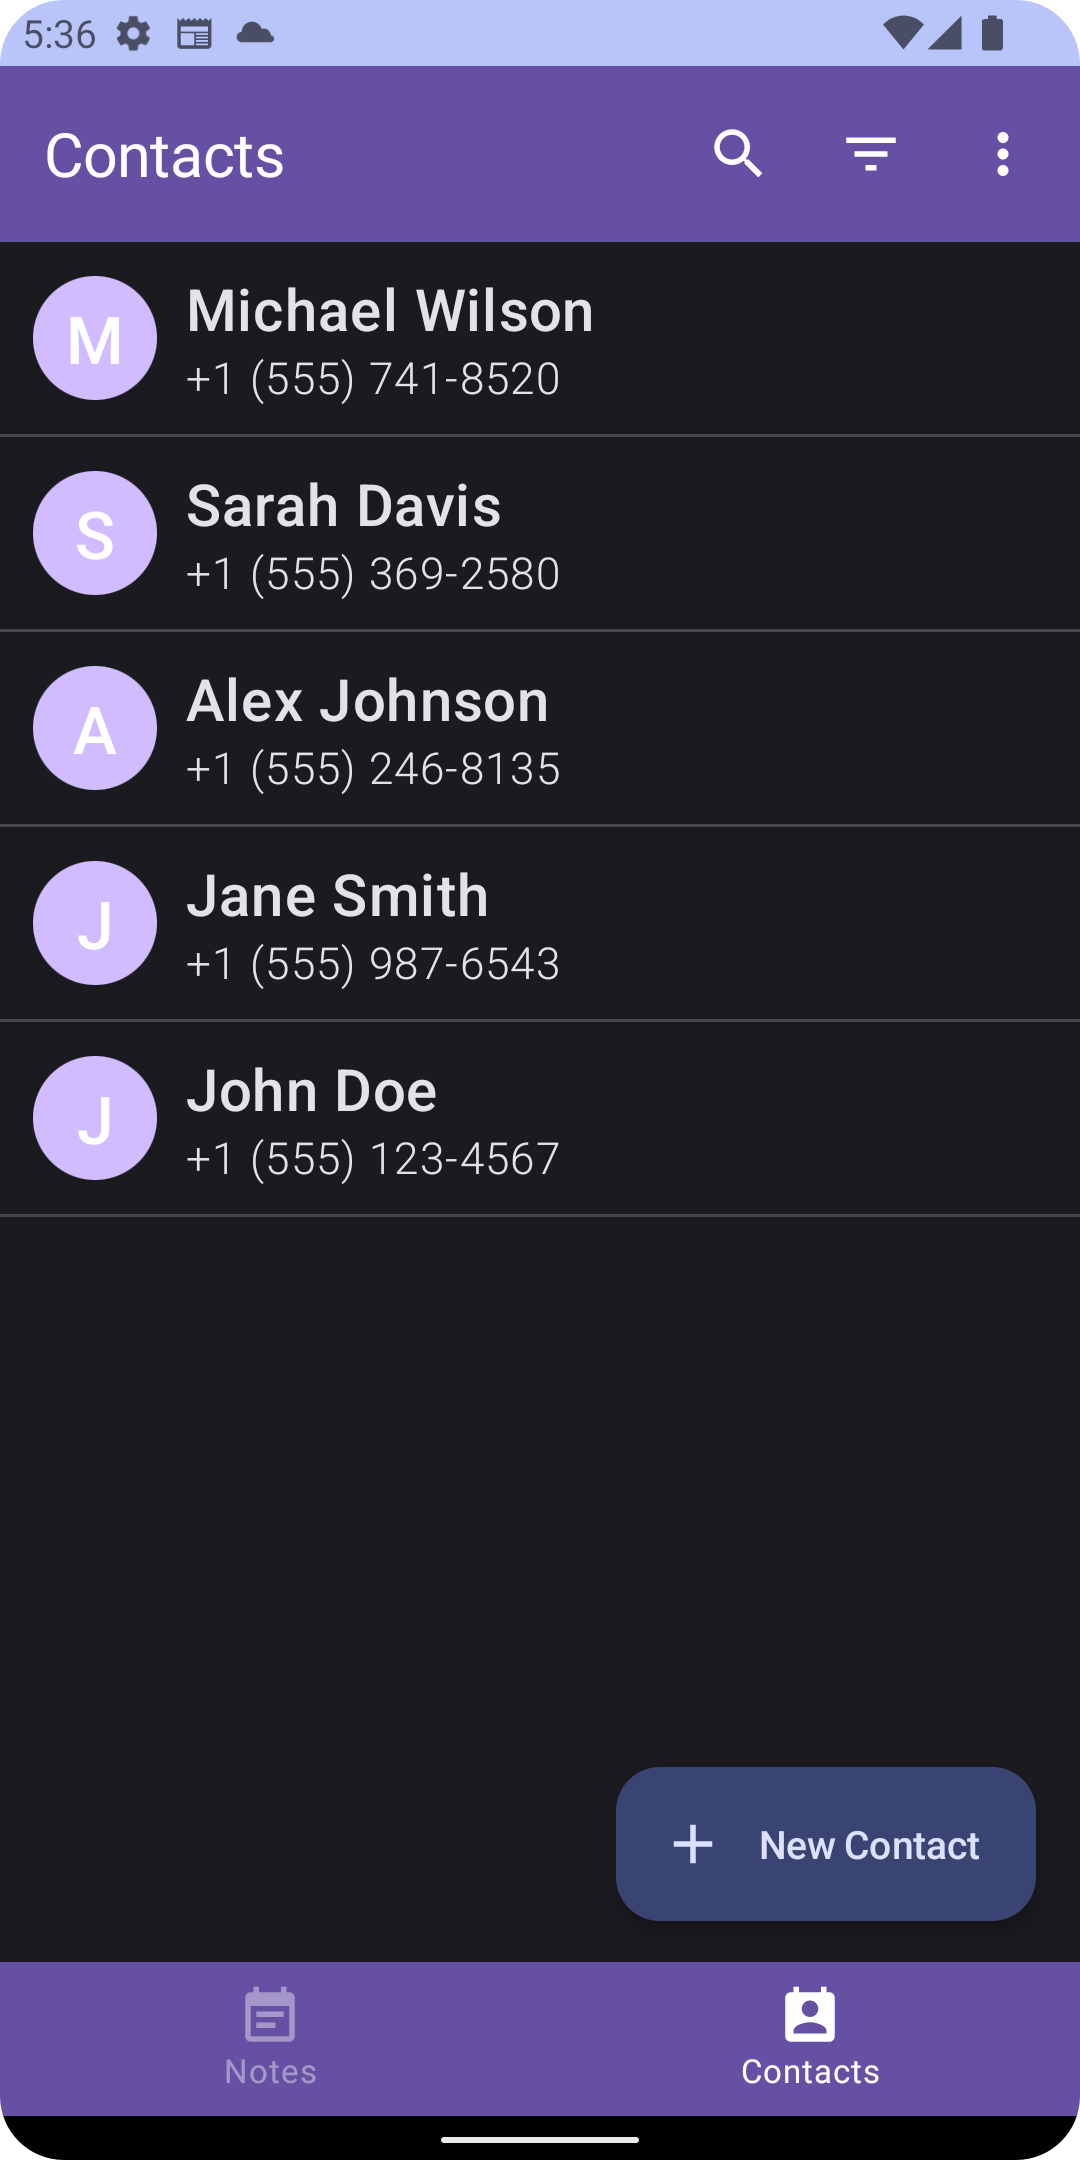 5:36
Contacts
M
Michael Wilson
+1 (555) 741-8520
S
Sarah Davis
+1 (555) 369-2580
A
Alex Johnson
+1 (555) 246-8135
J
Jane Smith
+1 (555) 987-6543
J
John Doe
+1 (555) 123-4567
New Contact
Notes
Contacts